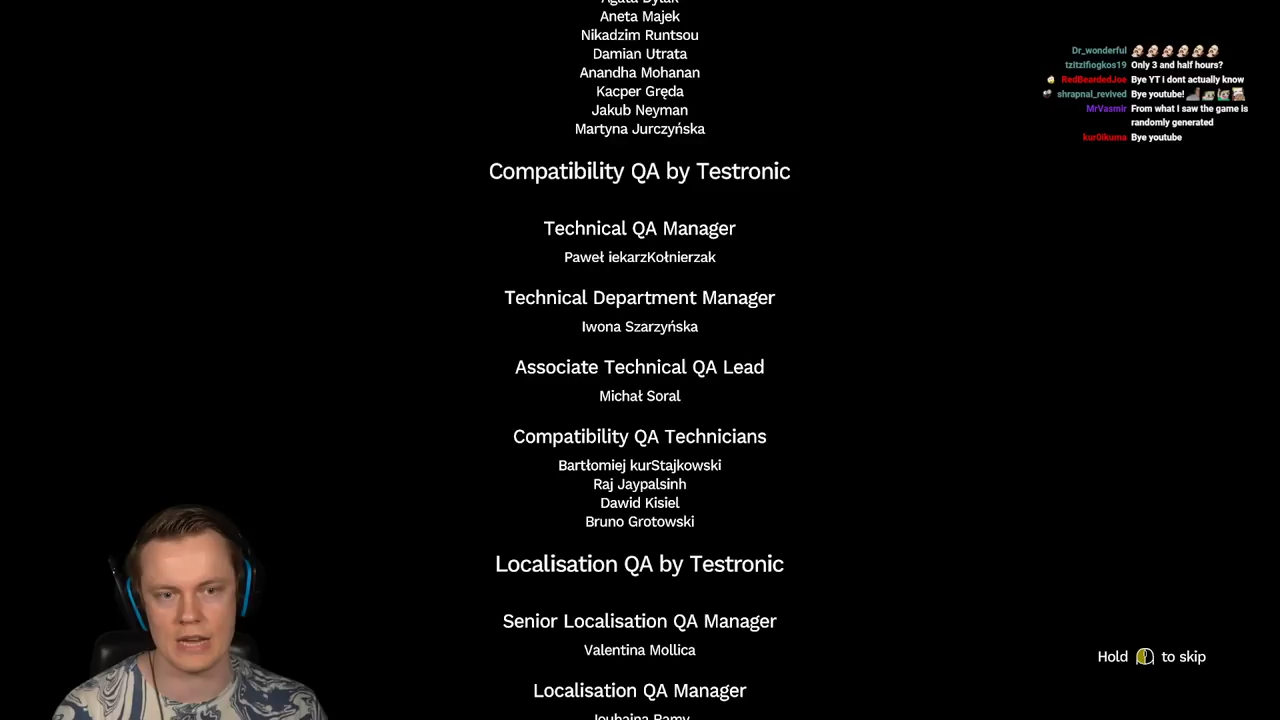 Agata Bylak
Aneta Majek
Nikadzim Runtsou
Damian Utrata
Anandha Mohanan
Kacper Gręda
Jakub Neyman
Martyna Jurczyńska
Compatibility QA by Testronic
Technical QA Manager
Paweł iekarzKołnierzak
Technical Department Manager
Iwona Szarzyńska
Associate Technical QA Lead
Michał Soral
Compatibility QA Technicians
Bartłomiej kurStajkowski
Raj Jaypalsinh
Dawid Kisiel
Bruno Grotowski
Localisation QA by Testronic
Senior Localisation QA Manager
Valentina Mollica
Localisation QA Manager
Dr_wonderful
tzitzifiogkos19 Only 3 and half hours?
RedBeardedJoe Bye YT i dont actually know
shrapnal_revived Bye youtube!
MrVasmir From what I saw the game is
randomly generated
kur0ikuma Bye youtube
Hold to skip